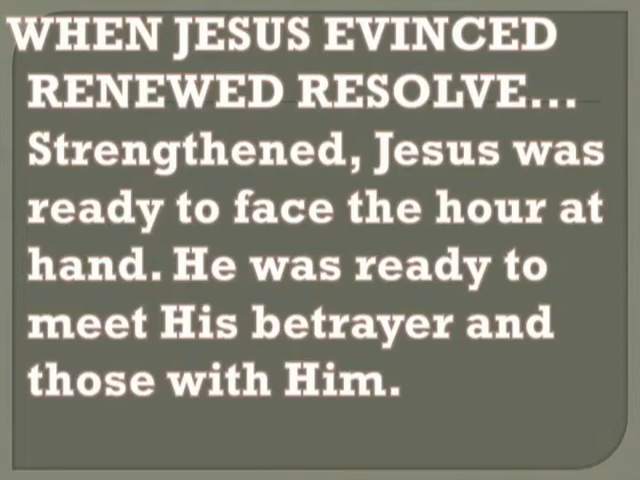 WHEN JESUS EVINCED
RENEWED RESOLVE...
Strengthened, Jesus was
ready to face the hour at
hand. He was ready to
meet His betrayer and
those with Him.